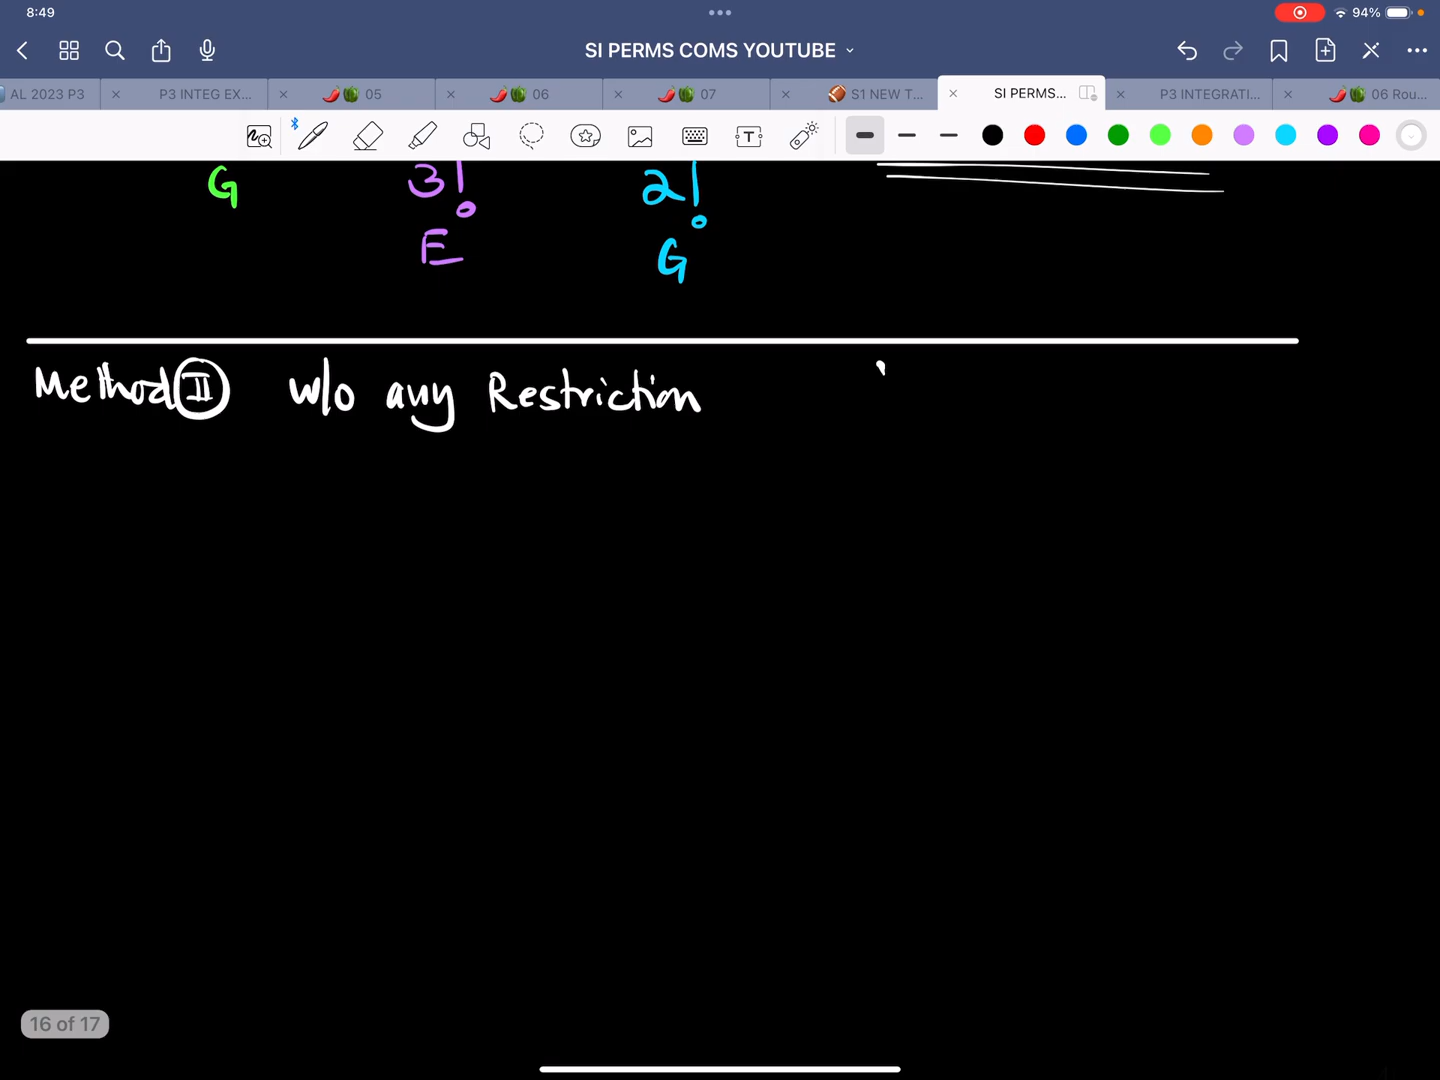 8:49
94%
SI PERMS COMS YOUTUBE
AL 2023 P3
P3 INTEG EX...
05
06
07
S1 NEW T...
SI PERMS...
P3 INTEGRATI...
06 Rou...
T
G 3! 2!
E G
Method II w/o any Restriction
16 of 17